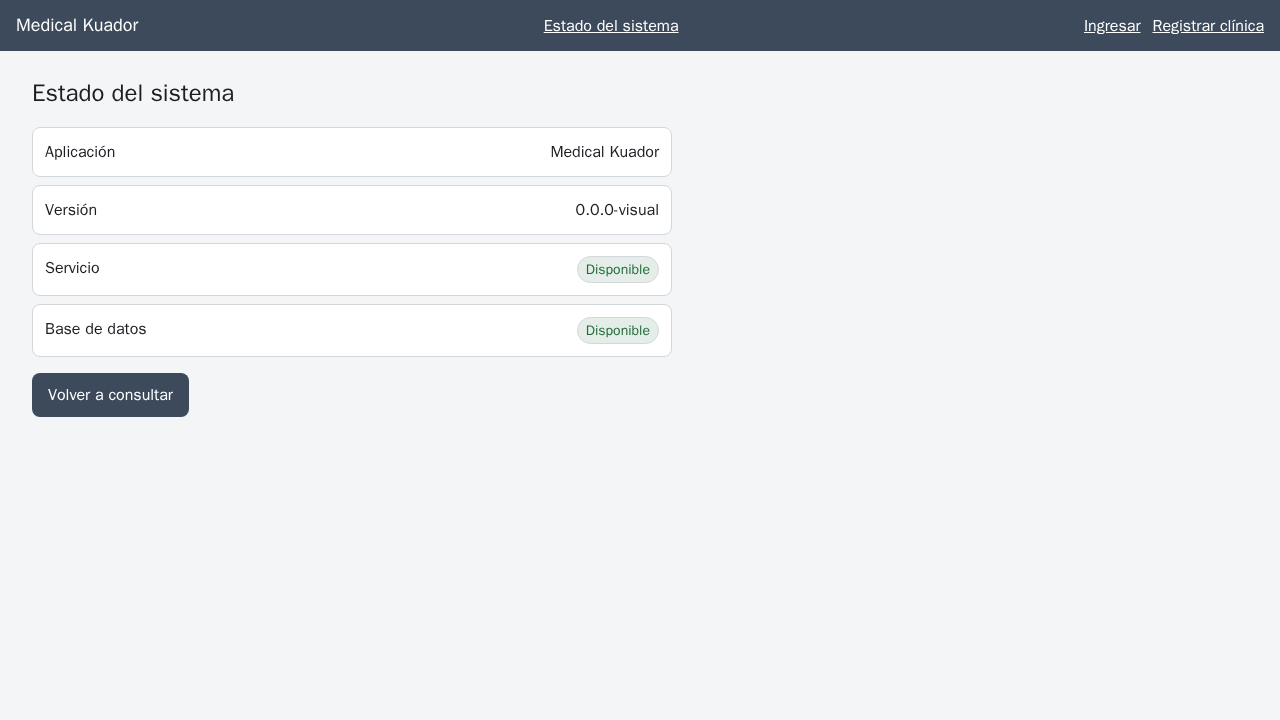 Medical Kuador
Estado del sistema
Ingresar
Registrar clínica
Estado del sistema
Aplicación
Medical Kuador
Versión
0.0.0-visual
Servicio
Disponible
Base de datos
Disponible
Volver a consultar